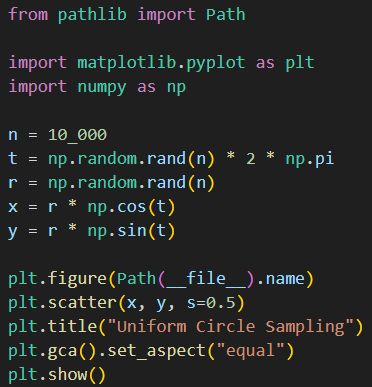 from pathlib import Path

import matplotlib.pyplot as plt
import numpy as np

n = 10_000
t = np.random.rand(n) * 2 * np.pi
r = np.random.rand(n)
x = r * np.cos(t)
y = r * np.sin(t)

plt.figure(Path(__file__).name)
plt.scatter(x, y, s=0.5)
plt.title("Uniform Circle Sampling")
plt.gca().set_aspect("equal")
plt.show()